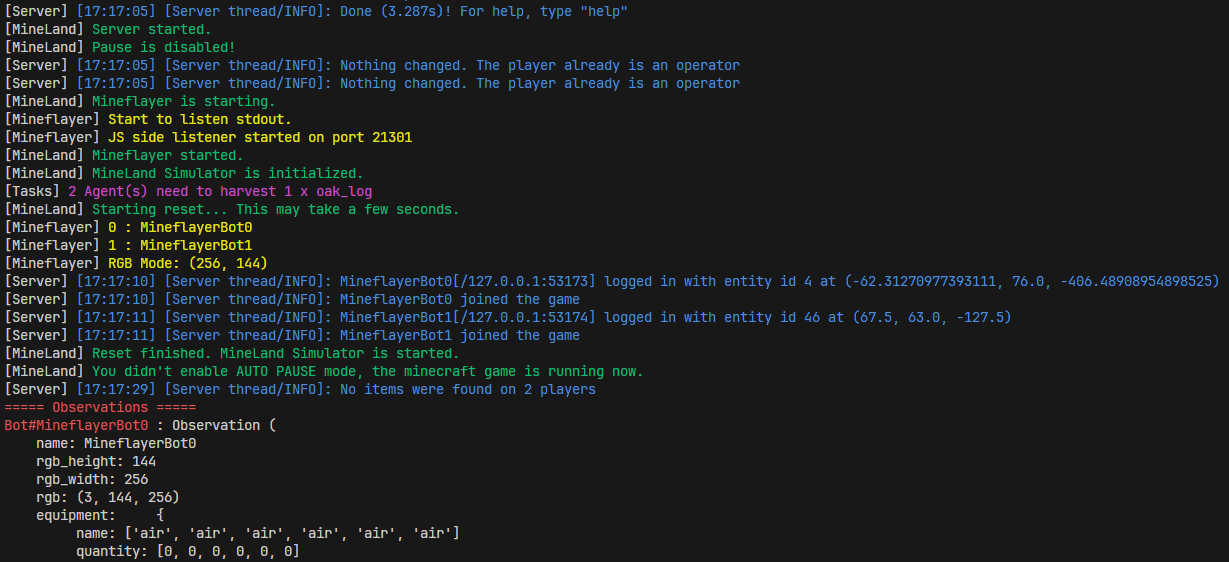 [Server] [17:17:05] [Server thread/INFO]: Done (3.287s)! For help, type "help"
[MineLand] Server started.
[MineLand] Pause is disabled!
[Server] [17:17:05] [Server thread/INFO]: Nothing changed. The player already is an operator
[Server] [17:17:05] [Server thread/INFO]: Nothing changed. The player already is an operator
[MineLand] Mineflayer is starting.
[Mineflayer] Start to listen stdout.
[Mineflayer] JS side listener started on port 21301
[MineLand] Mineflayer started.
[MineLand] MineLand Simulator is initialized.
[Tasks] 2 Agent(s) need to harvest 1 x oak_log
[MineLand] Starting reset... This may take a few seconds.
[Mineflayer] 0 : MineflayerBot0
[Mineflayer] 1 : MineflayerBot1
[Mineflayer] RGB Mode: (256, 144)
[Server] [17:17:10] [Server thread/INFO]: MineflayerBot0[/127.0.0.1:53173] logged in with entity id 4 at (-62.31270977393111, 76.0, -406.48908954898525)
[Server] [17:17:10] [Server thread/INFO]: MineflayerBot0 joined the game
[Server] [17:17:11] [Server thread/INFO]: MineflayerBot1[/127.0.0.1:53174] logged in with entity id 46 at (67.5, 63.0, -127.5)
[Server] [17:17:11] [Server thread/INFO]: MineflayerBot1 joined the game
[MineLand] Reset finished. MineLand Simulator is started.
[MineLand] You didn't enable AUTO PAUSE mode, the minecraft game is running now.
[Server] [17:17:29] [Server thread/INFO]: No items were found on 2 players
===== Observations =====
Bot#MineflayerBot0 : Observation (
    name: MineflayerBot0
    rgb_height: 144
    rgb_width: 256
    rgb: (3, 144, 256)
    equipment:     {
         name: ['air', 'air', 'air', 'air', 'air', 'air']
         quantity: [0, 0, 0, 0, 0, 0]